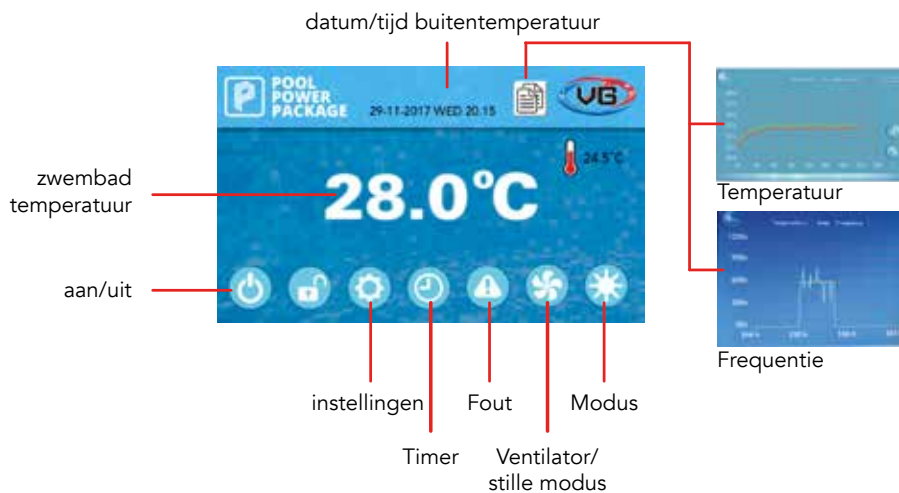 datum/tijd buitentemperatuur
POOL
POWER
PACKAGE
29-11-2017 WED 20.15
VG
24.5°C
zwembad
temperatuur
28.0°C
Temperatuur
aan/uit
Frequentie
instellingen
Fout
Modus
Timer
Ventilator/
stille modus